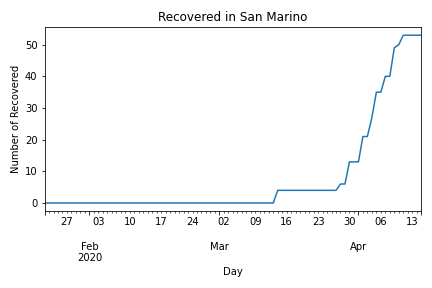 Recovered in San Marino
Number of Recovered
50
40
30
20
10
0
27 03 10 17 24 02 09 16 23 30 06 13
Feb Mar Apr
2020
Day